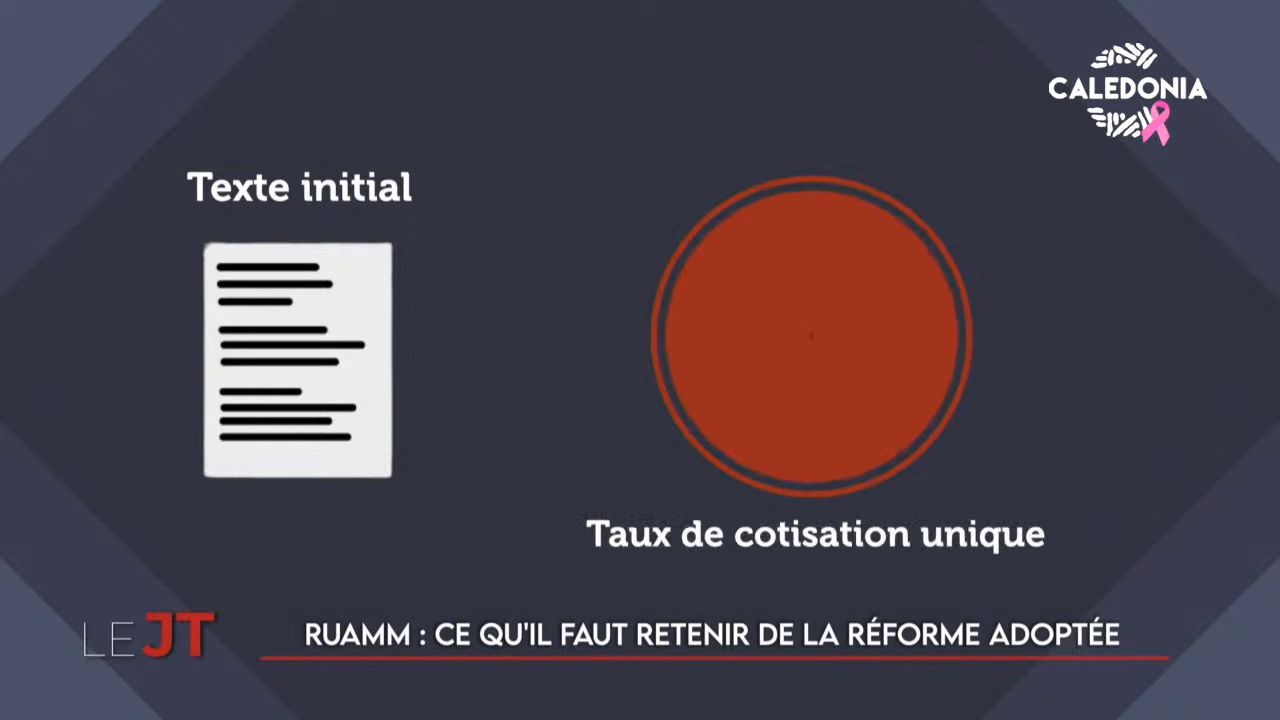 CALEDONIA
Texte initial
Taux de cotisation unique
LE JT
RUAMM : CE QU'IL FAUT RETENIR DE LA RÉFORME ADOPTÉE